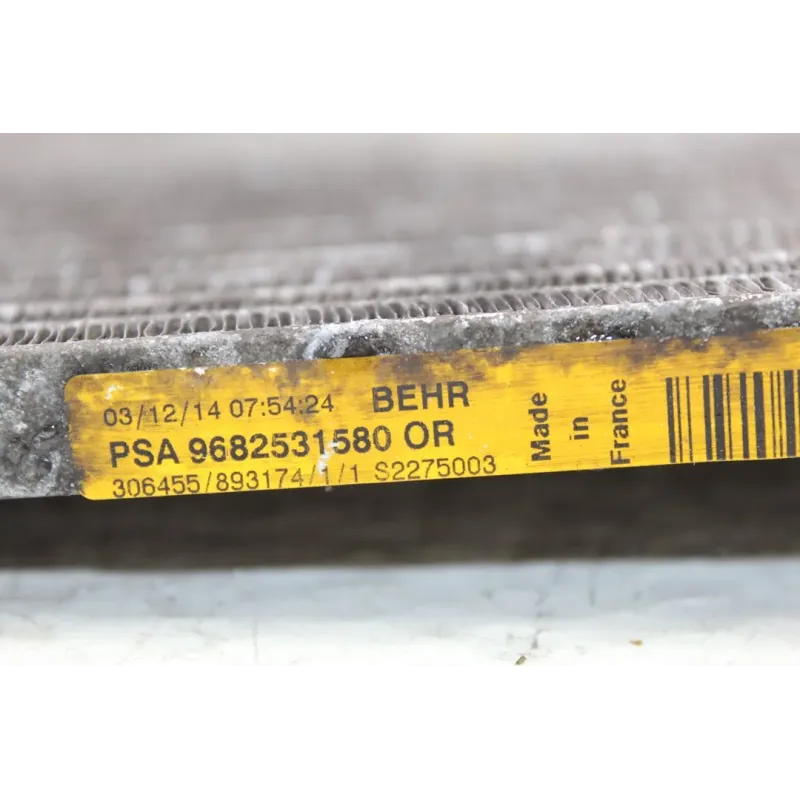 03/12/14 07:54:24 BEHR
PSA 9682531580 OR
306455/893174/1/1 S2275003
Made
in
France